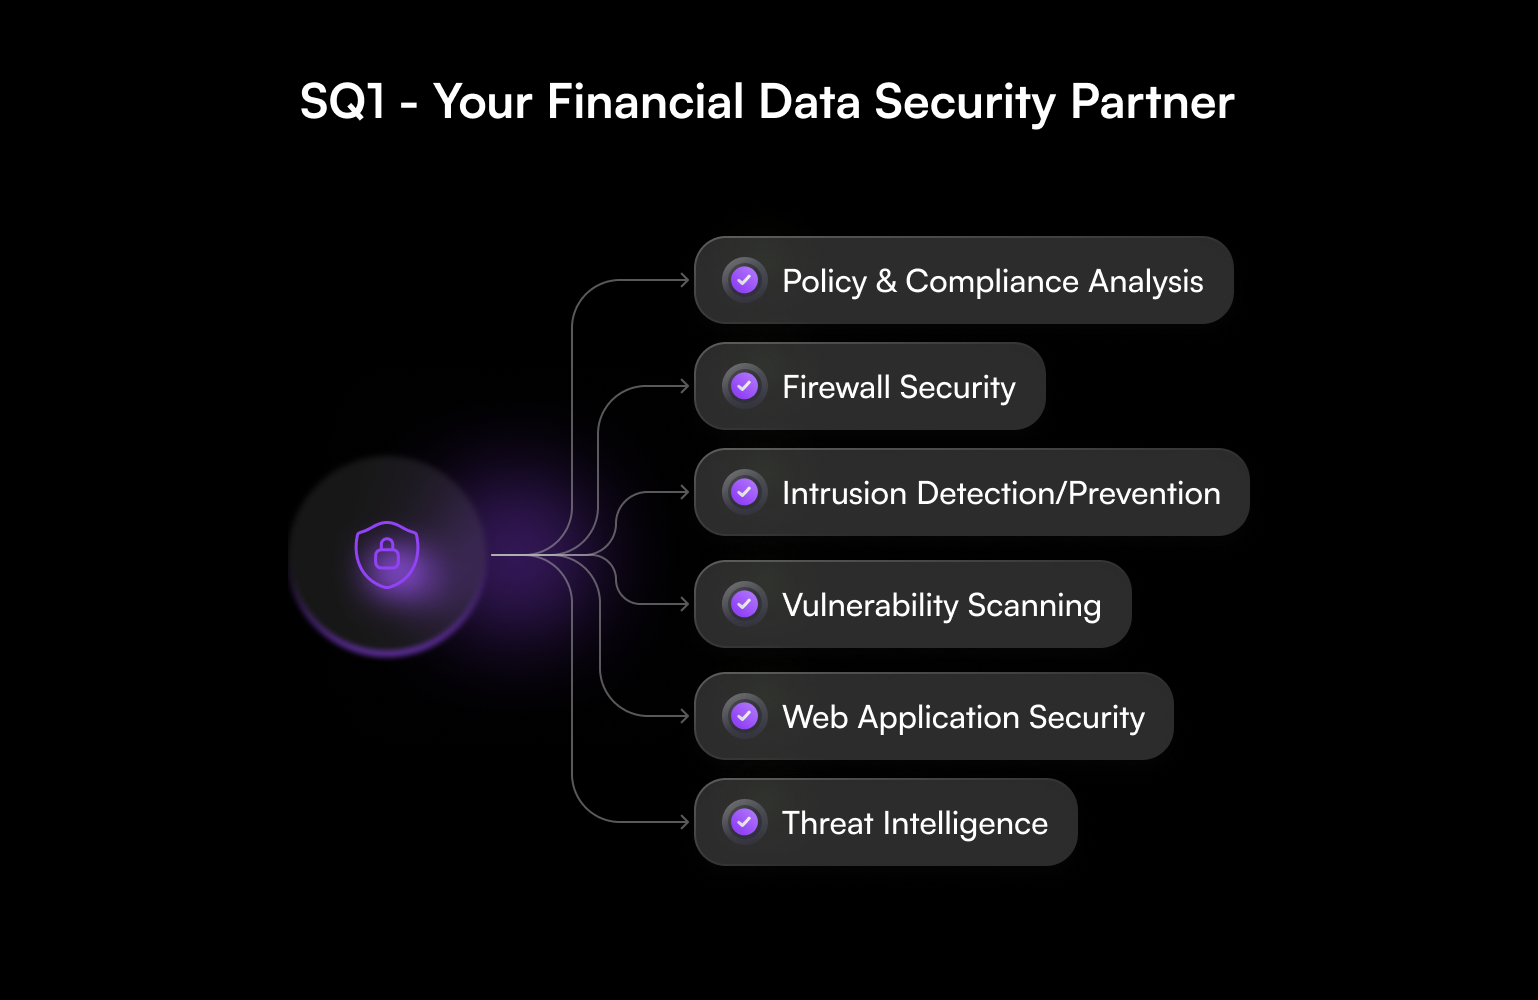 SQ1 - Your Financial Data Security Partner
Policy & Compliance Analysis
Firewall Security
Intrusion Detection/Prevention
Vulnerability Scanning
Web Application Security
Threat Intelligence